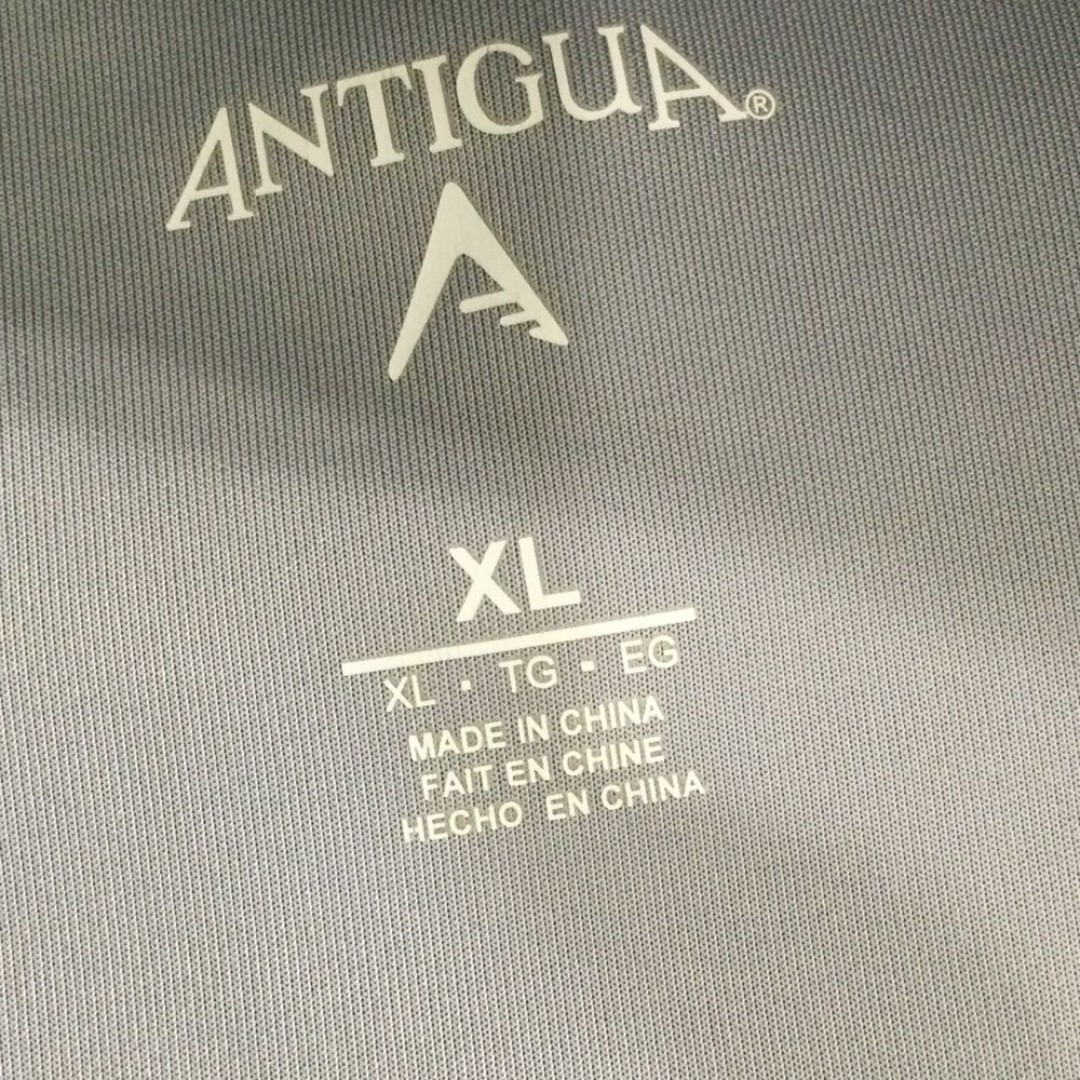 ANTIGUA®
XL
XL · TG · EG
MADE IN CHINA
FAIT EN CHINE
HECHO EN CHINA